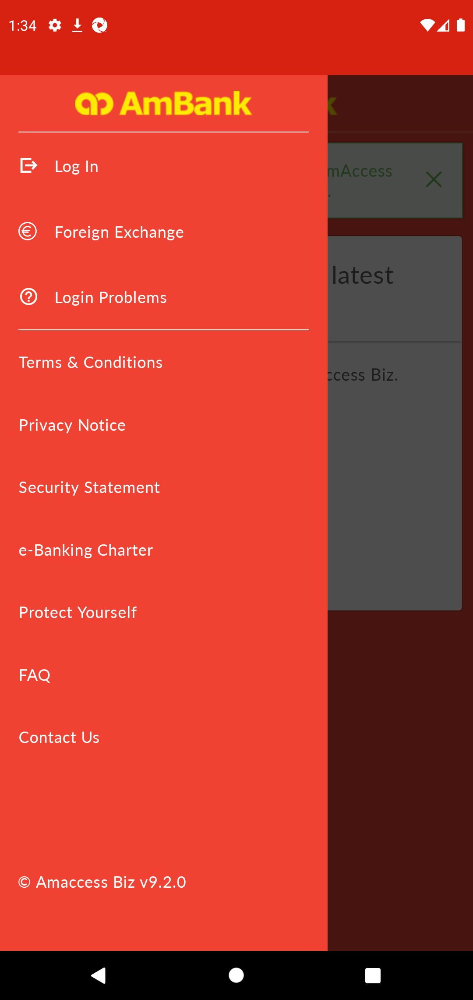 1:34
AmBank
k
Log In
mAccess
.
Foreign Exchange
latest
Login Problems
Terms & Conditions
ccess Biz.
Privacy Notice
Security Statement
e-Banking Charter
Protect Yourself
FAQ
Contact Us
© Amaccess Biz v9.2.0